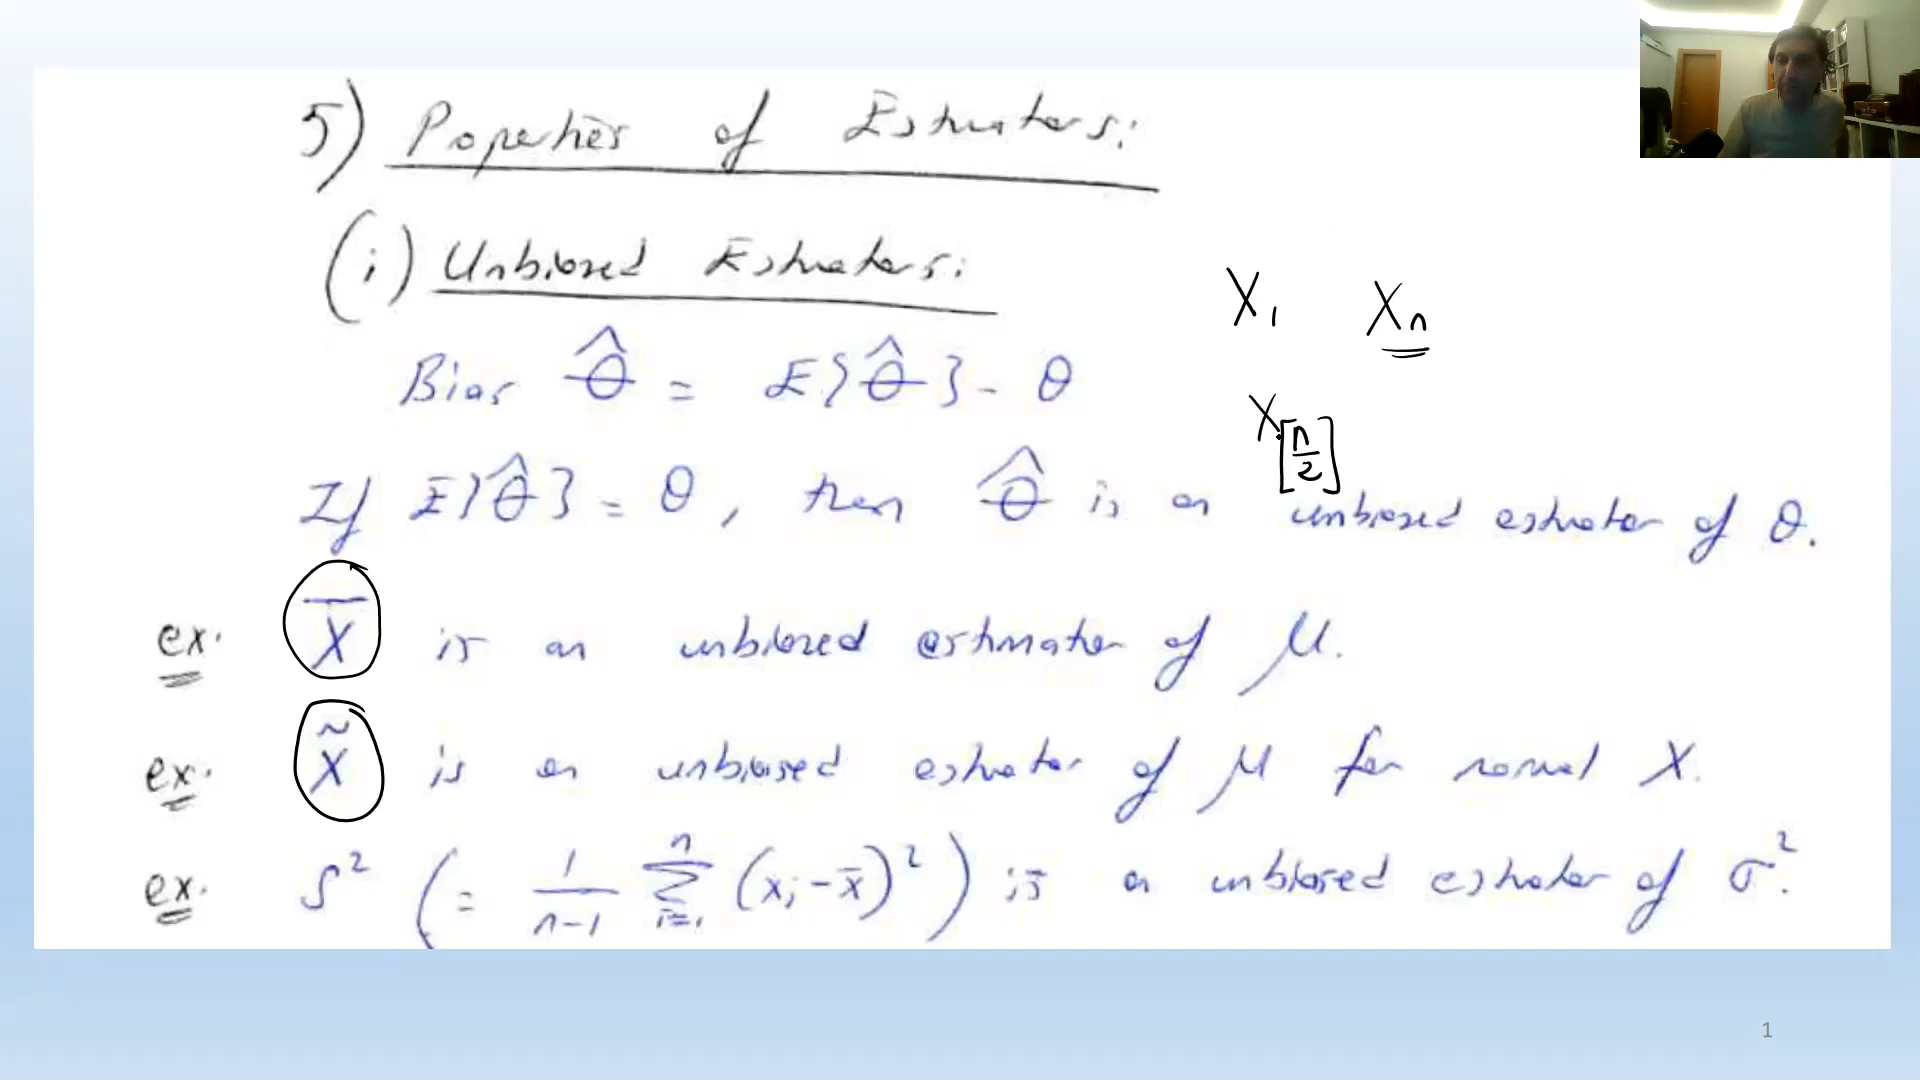 5) Properties of Estimators:
(i) Unbiased Estimators:
X₁ Xₙ
Bias θ̂ = E{θ̂} - θ
X[n/2]
If E{θ̂} = θ, then θ̂ is an unbiased estimator of θ.
ex. X̄ is an unbiased estimator of μ.
ex. X̃ is an unbiased estimator of μ for normal X.
ex. S² (= 1/(n-1) Σᵢ₌₁ⁿ (xᵢ - x̄)²) is an unbiased estimator of σ².
1